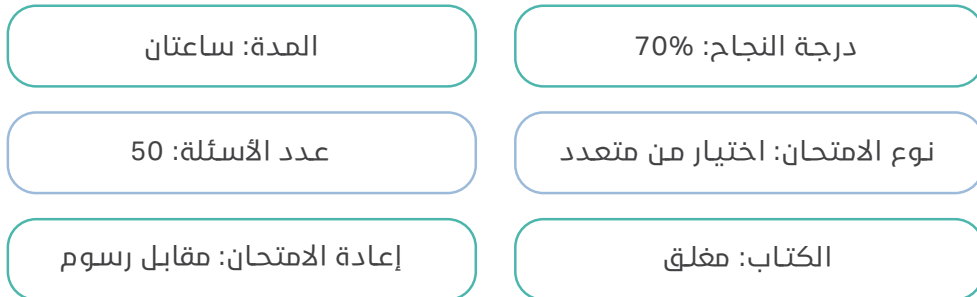 درجة النجاح: 70%
المدة: ساعتان
نوع الامتحان: اختيار من متعدد
عدد الأسئلة: 50
الكتاب: مغلق
إعادة الامتحان: مقابل رسوم